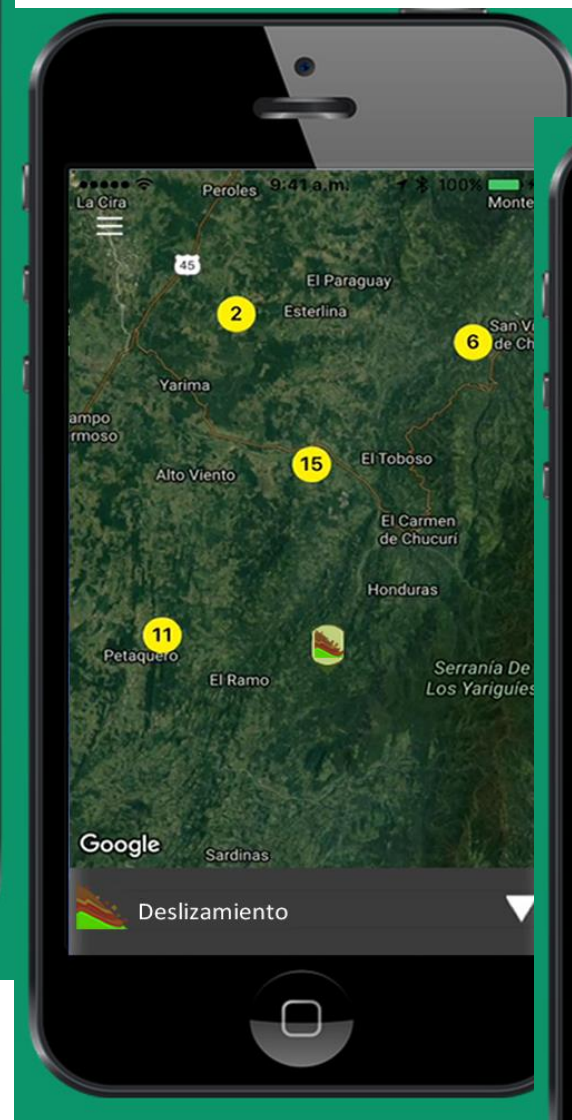 9:41 a.m.
100%
La Cira
Peroles
Monte
45
El Paraguay
2
Esterlina
San Vi
6
de Ch
Yarima
ampo
rmoso
15
El Toboso
Alto Viento
El Carmen
de Chucurí
Honduras
11
Petaquero
El Ramo
Serranía De
Los Yariguíes
Google
Sardinas
Deslizamiento